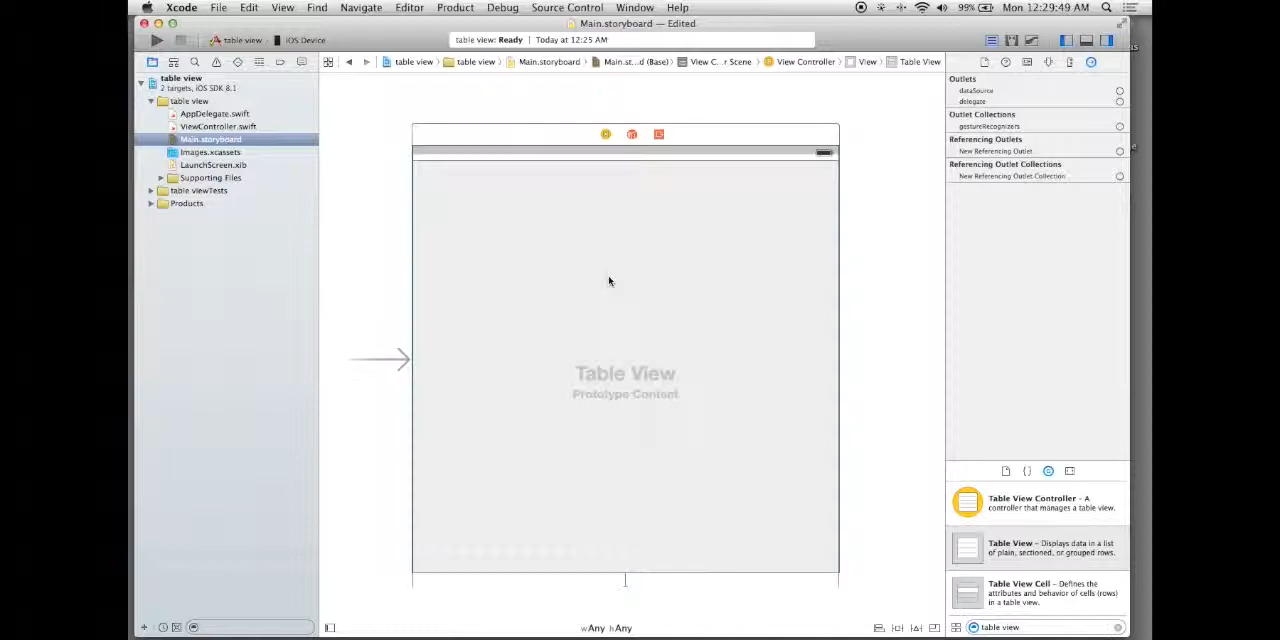 Xcode File Edit View Find Navigate Editor Product Debug Source Control Window Help 99% Mon 12:29:49 AM
Main.storyboard — Edited
table view iOS Device
table view: Ready | Today at 12:25 AM
table view
2 targets, iOS SDK 8.1
table view
AppDelegate.swift
ViewController.swift
Main.storyboard
Images.xcassets
LaunchScreen.xib
Supporting Files
table viewTests
Products
table view table view Main.storyboard Main.st...d (Base) View C...r Scene View Controller View Table View
Table View
Prototype Content
wAny hAny
Outlets
dataSource
delegate
Outlet Collections
gestureRecognizers
Referencing Outlets
New Referencing Outlet
Referencing Outlet Collections
New Referencing Outlet Collection
{ }
Table View Controller - A
controller that manages a table view.
Table View - Displays data in a list
of plain, sectioned, or grouped rows.
Table View Cell - Defines the
attributes and behavior of cells (rows)
in a table view.
table view